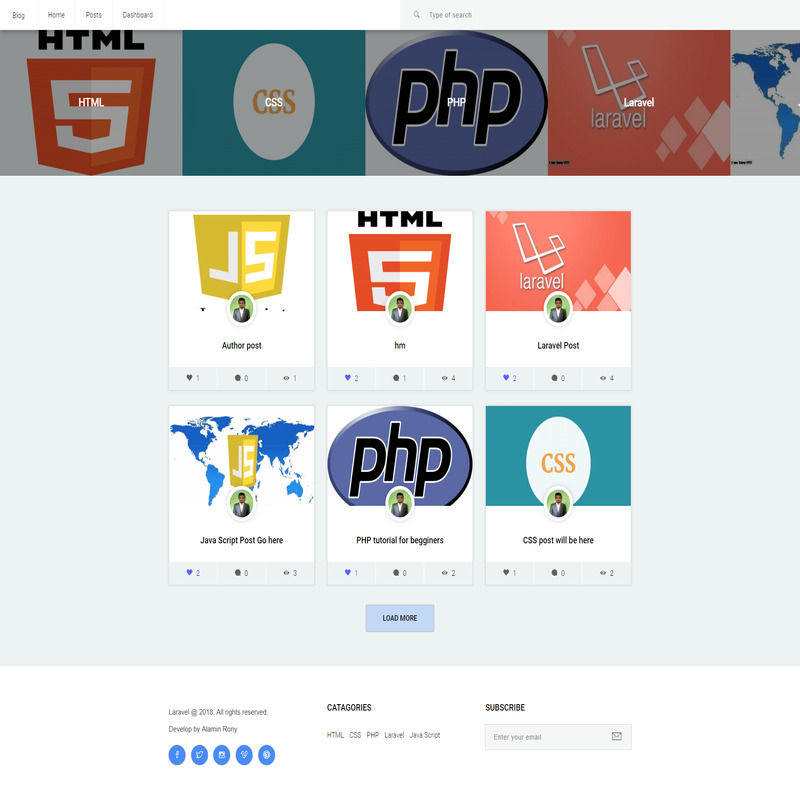 Blog Home Posts Dashboard Type of search
HTML
HTML CSS PHP Laravel
CSS
php
laravel
JS
Author post
1 0 1
HTML
hm
2 1 4
laravel
Laravel Post
2 0 4
JS
Java Script Post Go here
2 0 3
php
PHP tutorial for begginers
1 0 2
CSS
CSS post will be here
1 0 2
LOAD MORE
Laravel @ 2018. All rights reserved.
Develop by Alamin Rony
CATAGORIES
HTML CSS PHP Laravel Java Script
SUBSCRIBE
Enter your email